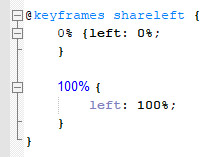 @keyframes shareleft {
0% {left: 0%;
}
100% {
left: 100%;
}
}